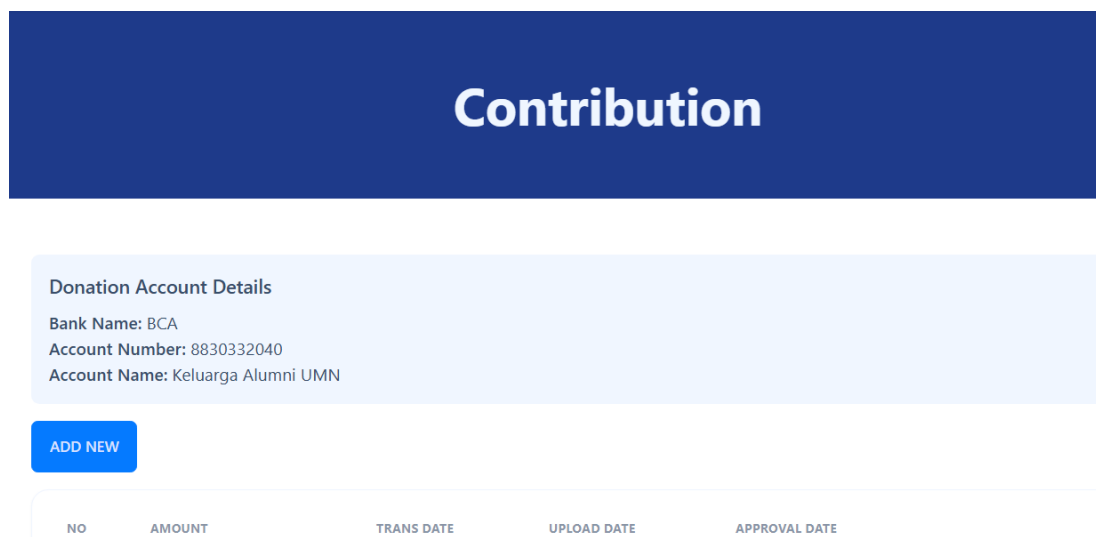 Contribution
Donation Account Details
Bank Name: BCA
Account Number: 8830332040
Account Name: Keluarga Alumni UMN
ADD NEW
NO AMOUNT TRANS DATE UPLOAD DATE APPROVAL DATE